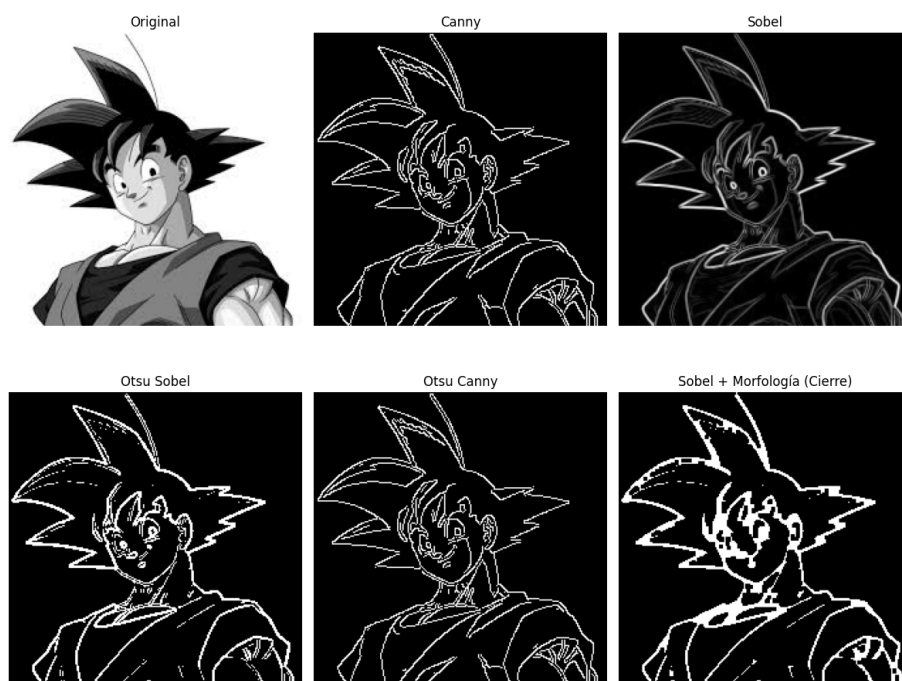 Original
Canny
Sobel
Otsu Sobel
Otsu Canny
Sobel + Morfología (Cierre)